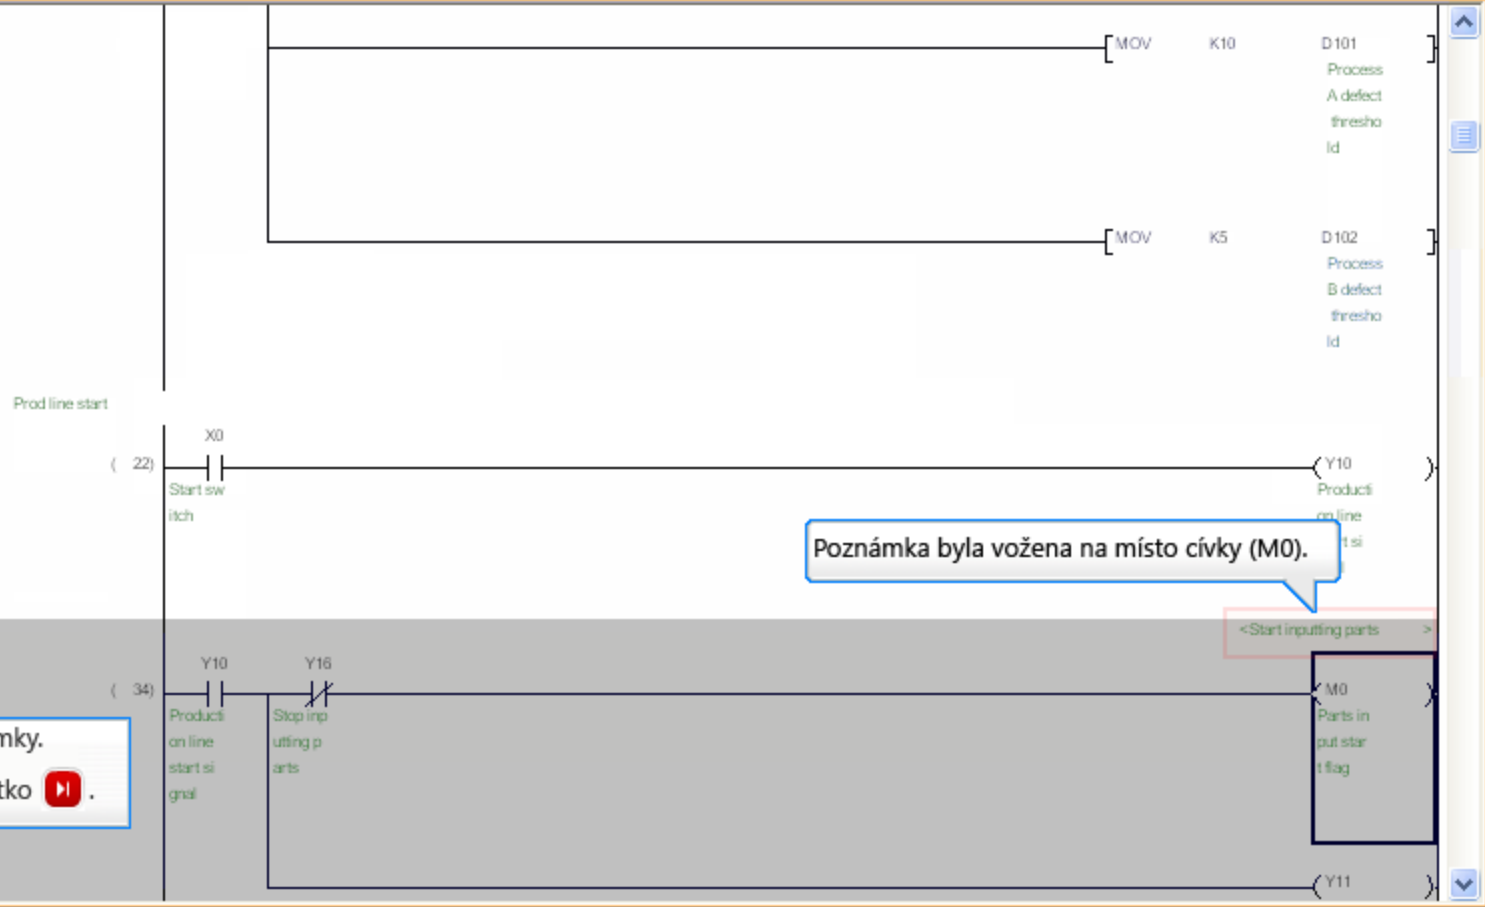 MOV K10 D101
Process
A defect
thresho
ld
MOV K5 D102
Process
B defect
thresho
ld
Prod line start
X0
( 22)
Y10
Start sw
itch
Producti
on line
t si
l
Poznámka byla vožena na místo cívky (M0).
<Start inputting parts >
Y10 Y16
( 34)
M0
Producti
on line
start si
gnal
Stop inp
utting p
arts
Parts in
put star
t flag
mky.
tko .
Y11